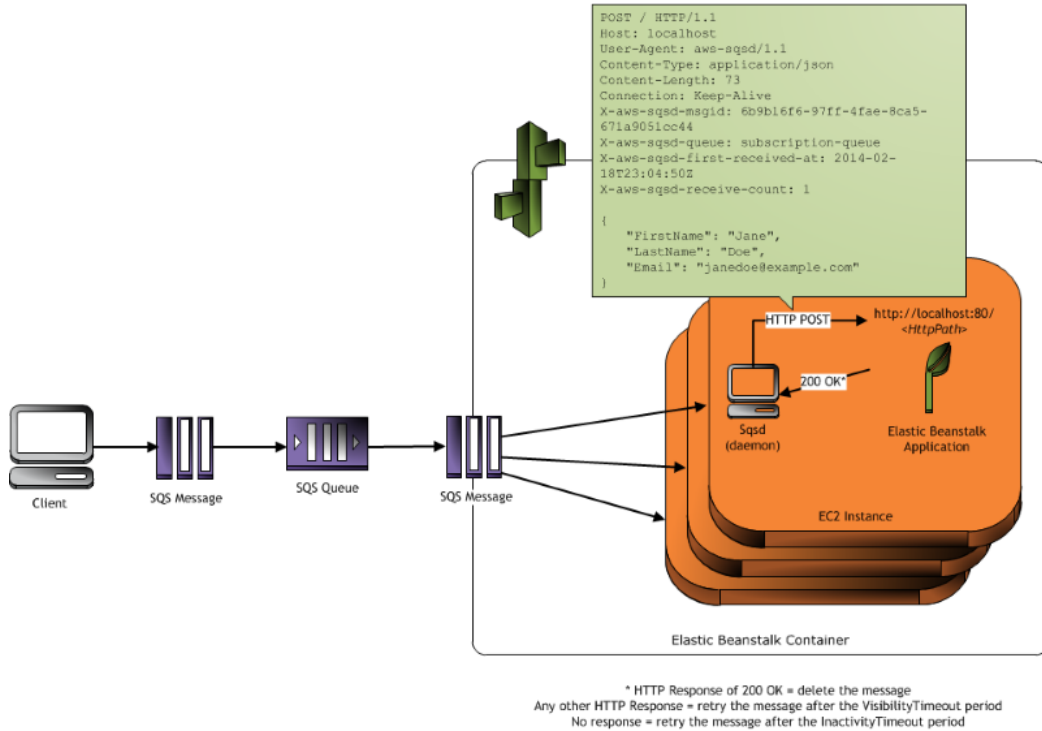 POST / HTTP/1.1
Host: localhost
User-Agent: aws-sqsd/1.1
Content-Type: application/json
Content-Length: 73
Connection: Keep-Alive
X-aws-sqsd-msgid: 6b9b16f6-97ff-4fae-8ca5-
671a9051cc44
X-aws-sqsd-queue: subscription-queue
X-aws-sqsd-first-received-at: 2014-02-
18T23:04:50Z
X-aws-sqsd-receive-count: 1
{
"FirstName": "Jane",
"LastName": "Doe",
"Email": "janedoe@example.com"
}
HTTP POST
http://localhost:80/
<HttpPath>
200 OK*
Sqsd
(daemon)
Elastic Beanstalk
Application
Client
SQS Message
SQS Queue
SQS Message
EC2 Instance
Elastic Beanstalk Container
* HTTP Response of 200 OK = delete the message
Any other HTTP Response = retry the message after the VisibilityTimeout period
No response = retry the message after the InactivityTimeout period